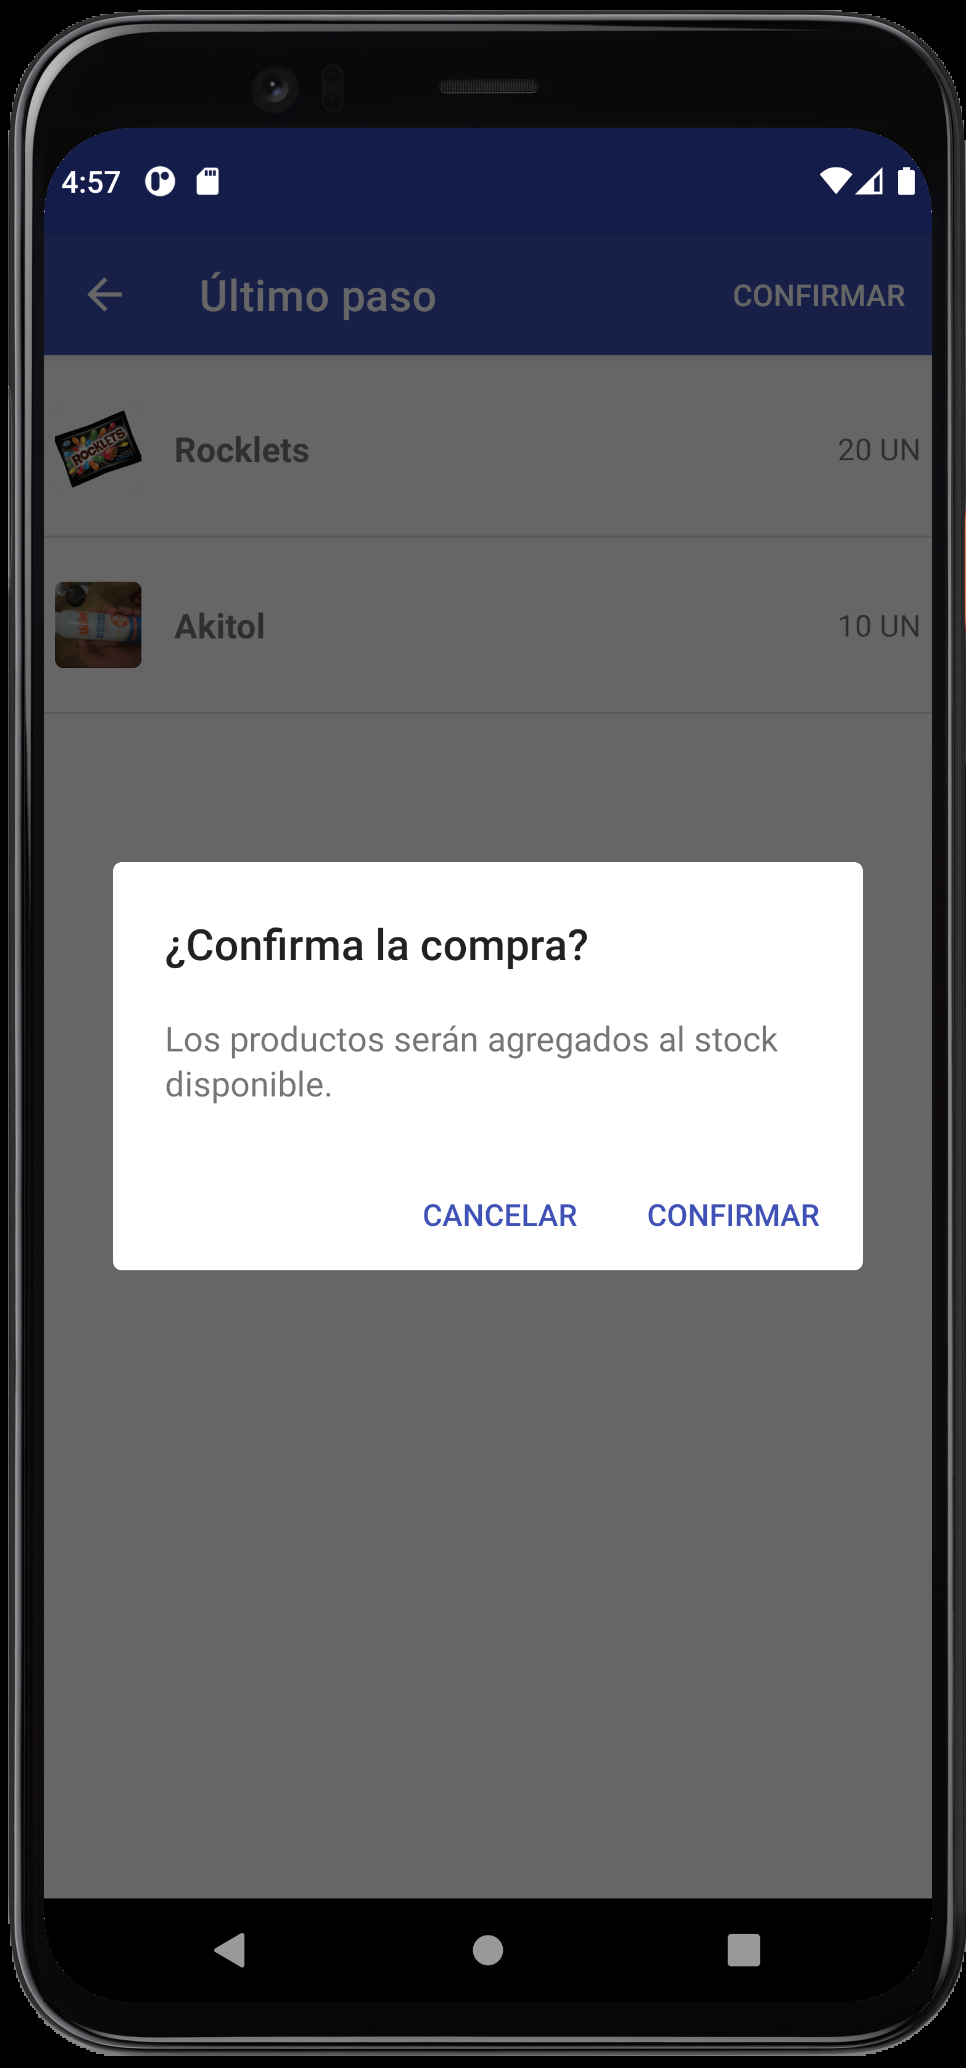 4:57
Último paso
CONFIRMAR
ROCKLETS
Rocklets
20 UN
Akitol
10 UN
¿Confirma la compra?
Los productos serán agregados al stock
disponible.
CANCELAR
CONFIRMAR